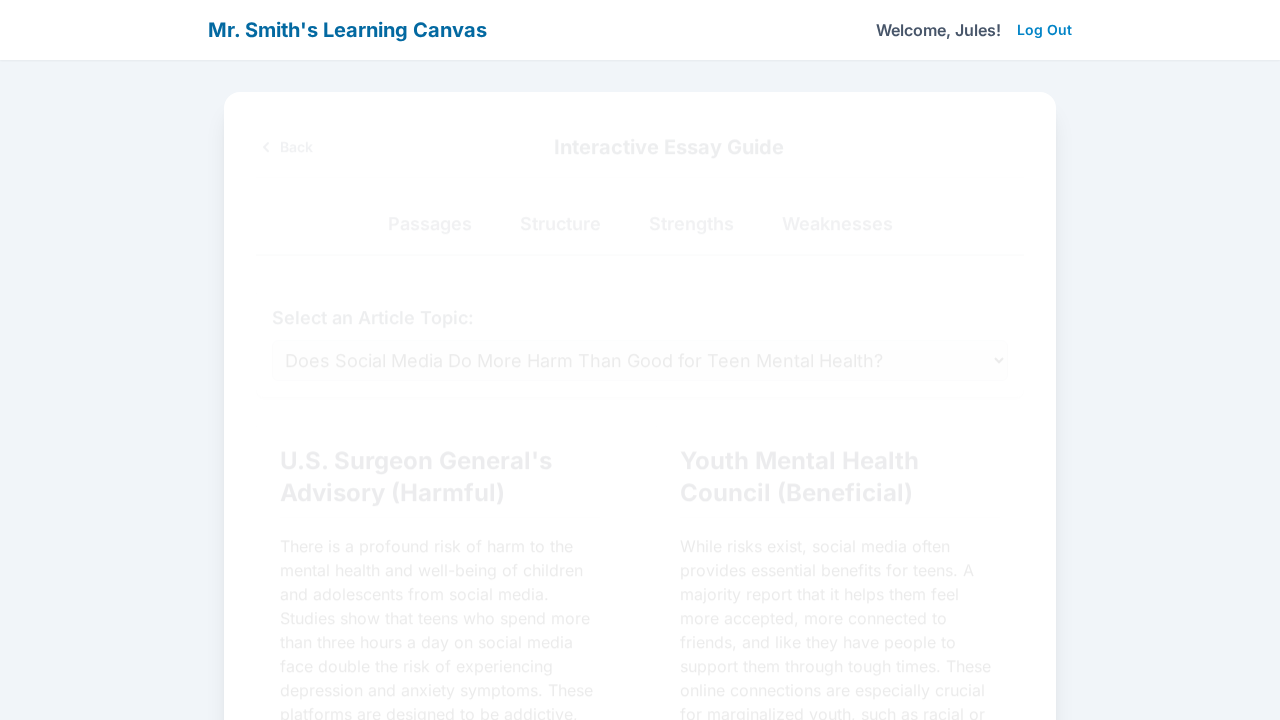 Mr. Smith's Learning Canvas
Welcome, Jules!
Log Out
Back
Interactive Essay Guide
Passages
Structure
Strengths
Weaknesses
Select an Article Topic:
Does Social Media Do More Harm Than Good for Teen Mental Health?
U.S. Surgeon General's
Advisory (Harmful)
There is a profound risk of harm to the
mental health and well-being of children
and adolescents from social media.
Studies show that teens who spend more
than three hours a day on social media
face double the risk of experiencing
depression and anxiety symptoms. These
platforms are designed to be addictive,
Youth Mental Health
Council (Beneficial)
While risks exist, social media often
provides essential benefits for teens. A
majority report that it helps them feel
more accepted, more connected to
friends, and like they have people to
support them through tough times. These
online connections are especially crucial
for marginalized youth, such as racial or